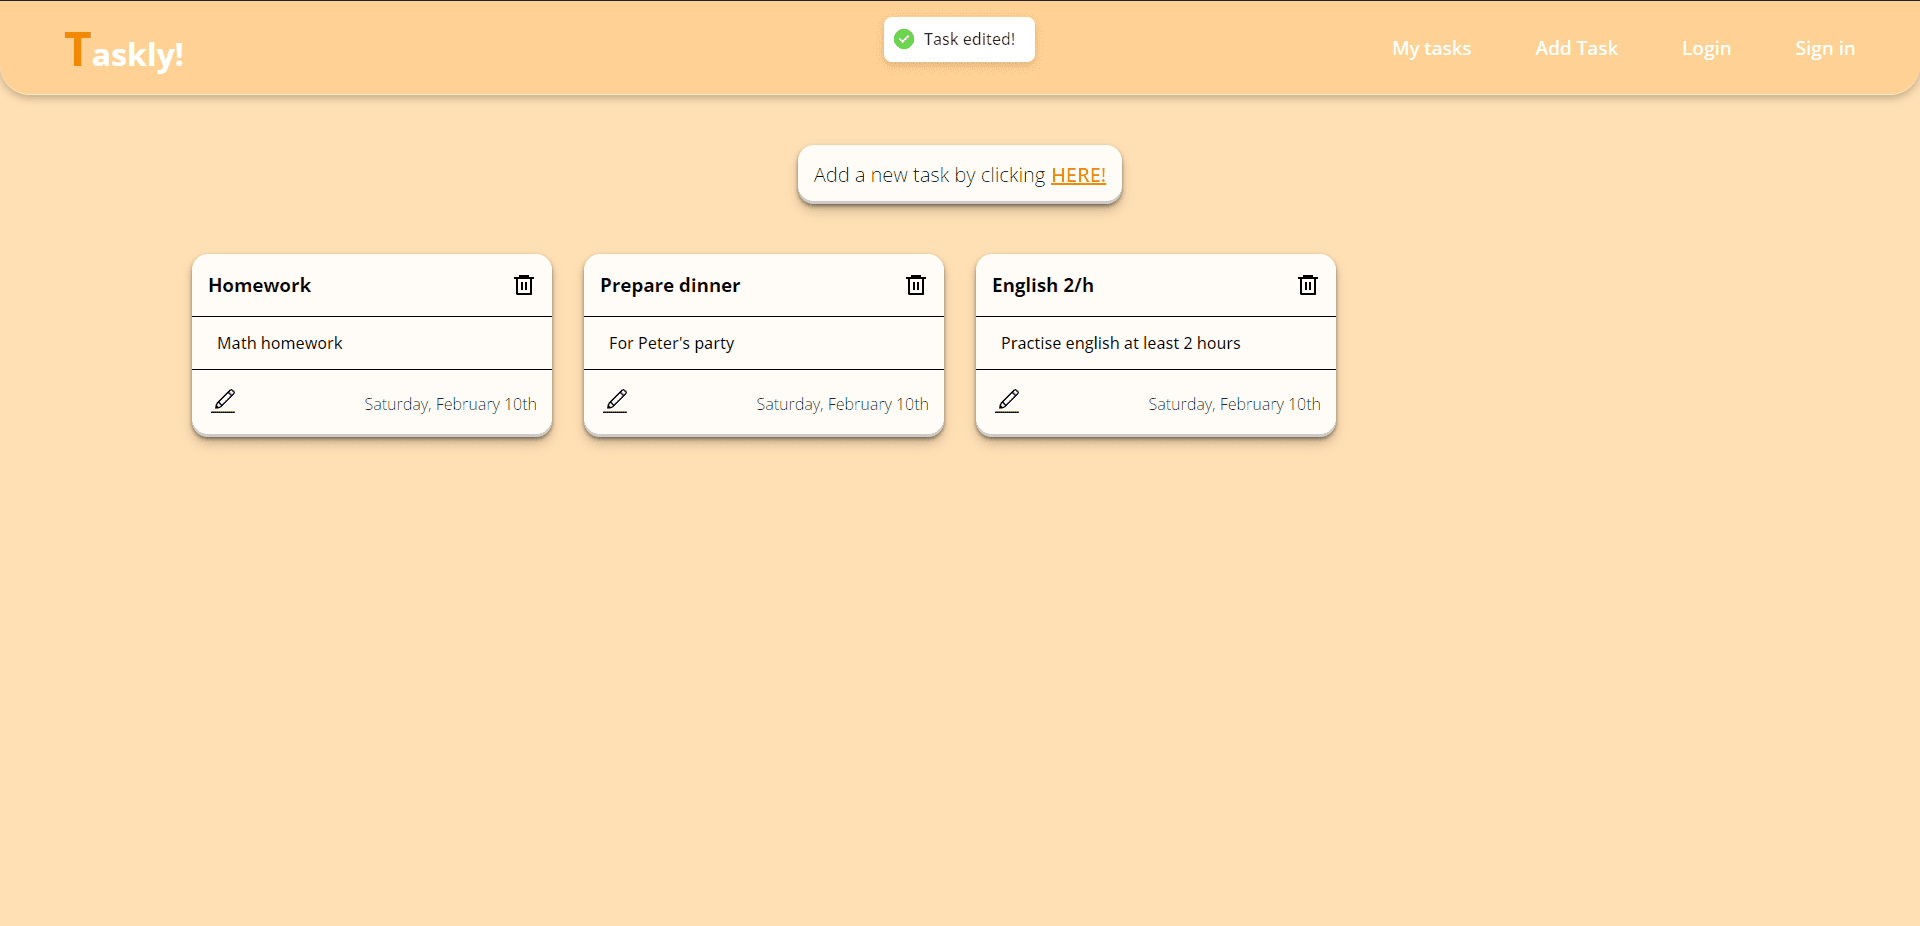 Taskly!
Task edited!
My tasks
Add Task
Login
Sign in
Add a new task by clicking HERE!
Homework
Math homework
Saturday, February 10th
Prepare dinner
For Peter's party
Saturday, February 10th
English 2/h
Practise english at least 2 hours
Saturday, February 10th